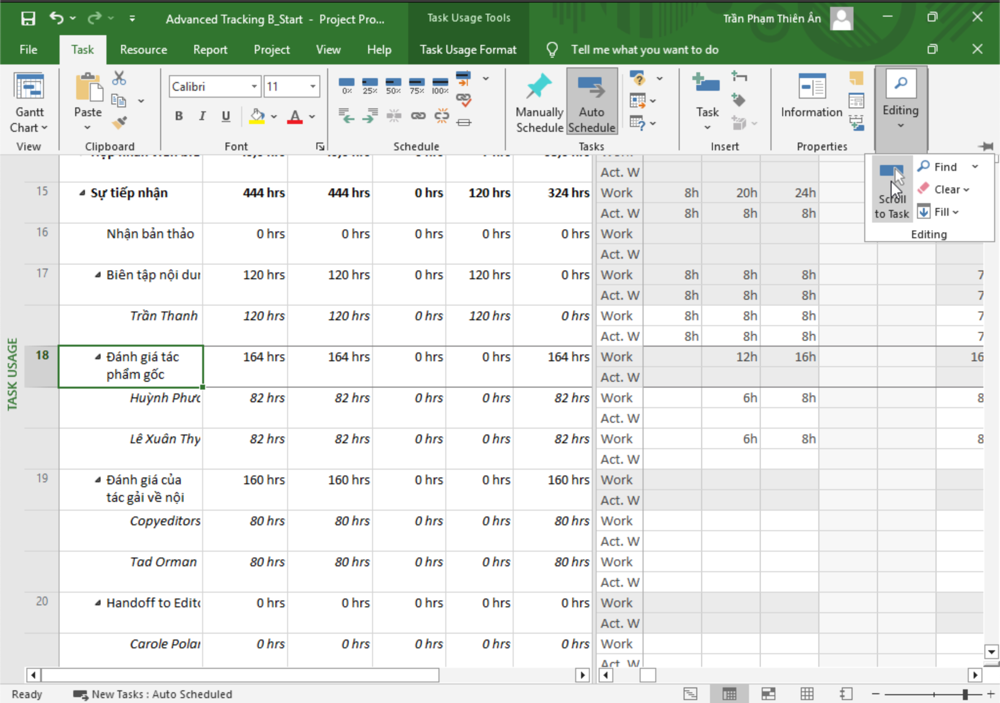 Advanced Tracking B_Start - Project Pro...
Task Usage Tools
Trần Phạm Thiên Ân
File Task Resource Report Project View Help Task Usage Format Tell me what you want to do
Gantt Chart
View
Paste
Clipboard
Calibri 11
B I U A
Font
0% 25% 50% 75% 100%
Schedule
Manually Schedule
Auto Schedule
Tasks
Task
Insert
Information
Properties
Editing
Scroll to Task
Find
Clear
Fill
Editing
TASK USAGE
Act. W
15 Sự tiếp nhận 444 hrs 444 hrs 0 hrs 120 hrs 324 hrs Work 8h 20h 24h
Act. W 8h 8h 8h
16 Nhận bản thảo 0 hrs 0 hrs 0 hrs 0 hrs 0 hrs Work
Act. W
17 Biên tập nội dur 120 hrs 120 hrs 0 hrs 120 hrs 0 hrs Work 8h 8h 8h 7
Act. W 8h 8h 8h 7
Trần Thanh 120 hrs 120 hrs 0 hrs 120 hrs 0 hrs Work 8h 8h 8h 7
Act. W 8h 8h 8h 7
18 Đánh giá tác 164 hrs 164 hrs 0 hrs 0 hrs 164 hrs Work 12h 16h 16
phẩm gốc Act. W
Huỳnh Phươ 82 hrs 82 hrs 0 hrs 0 hrs 82 hrs Work 6h 8h 8
Act. W
Lê Xuân Thy 82 hrs 82 hrs 0 hrs 0 hrs 82 hrs Work 6h 8h 8
Act. W
19 Đánh giá của 160 hrs 160 hrs 0 hrs 0 hrs 160 hrs Work
tác gải về nội Act. W
Copyeditors 80 hrs 80 hrs 0 hrs 0 hrs 80 hrs Work
Act. W
Tad Orman 80 hrs 80 hrs 0 hrs 0 hrs 80 hrs Work
Act. W
20 Handoff to Edito 0 hrs 0 hrs 0 hrs 0 hrs 0 hrs Work
Act. W
Carole Polar 0 hrs 0 hrs 0 hrs 0 hrs 0 hrs Work
Act. W
Ready New Tasks : Auto Scheduled